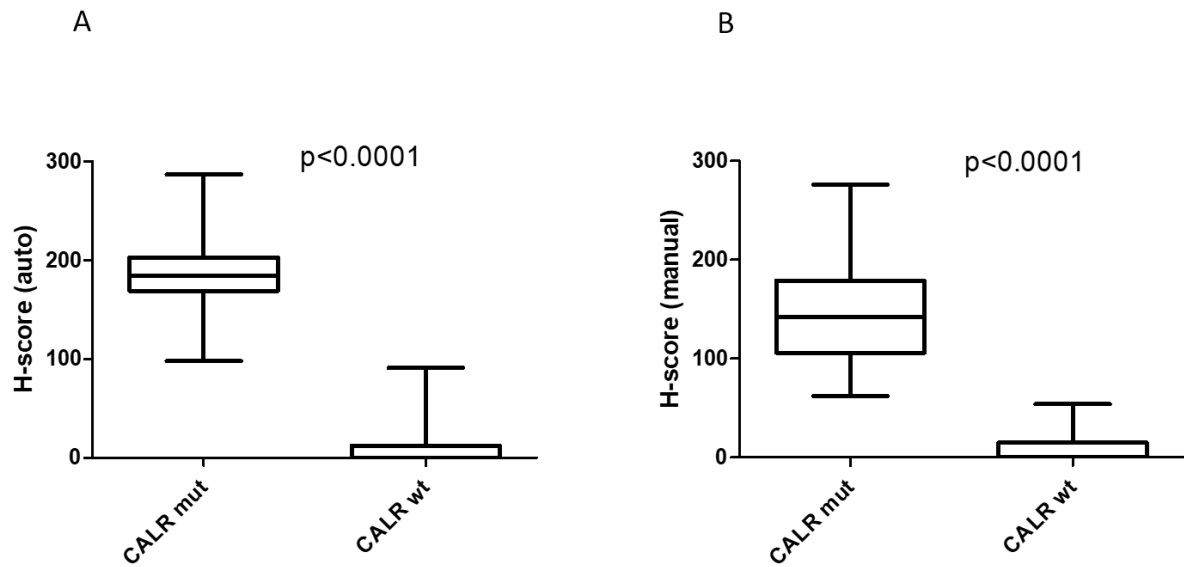 A
p<0.0001
H-score (auto)
300
200
100
0
CALR mut
CALR wt
B
p<0.0001
H-score (manual)
300
200
100
0
CALR mut
CALR wt